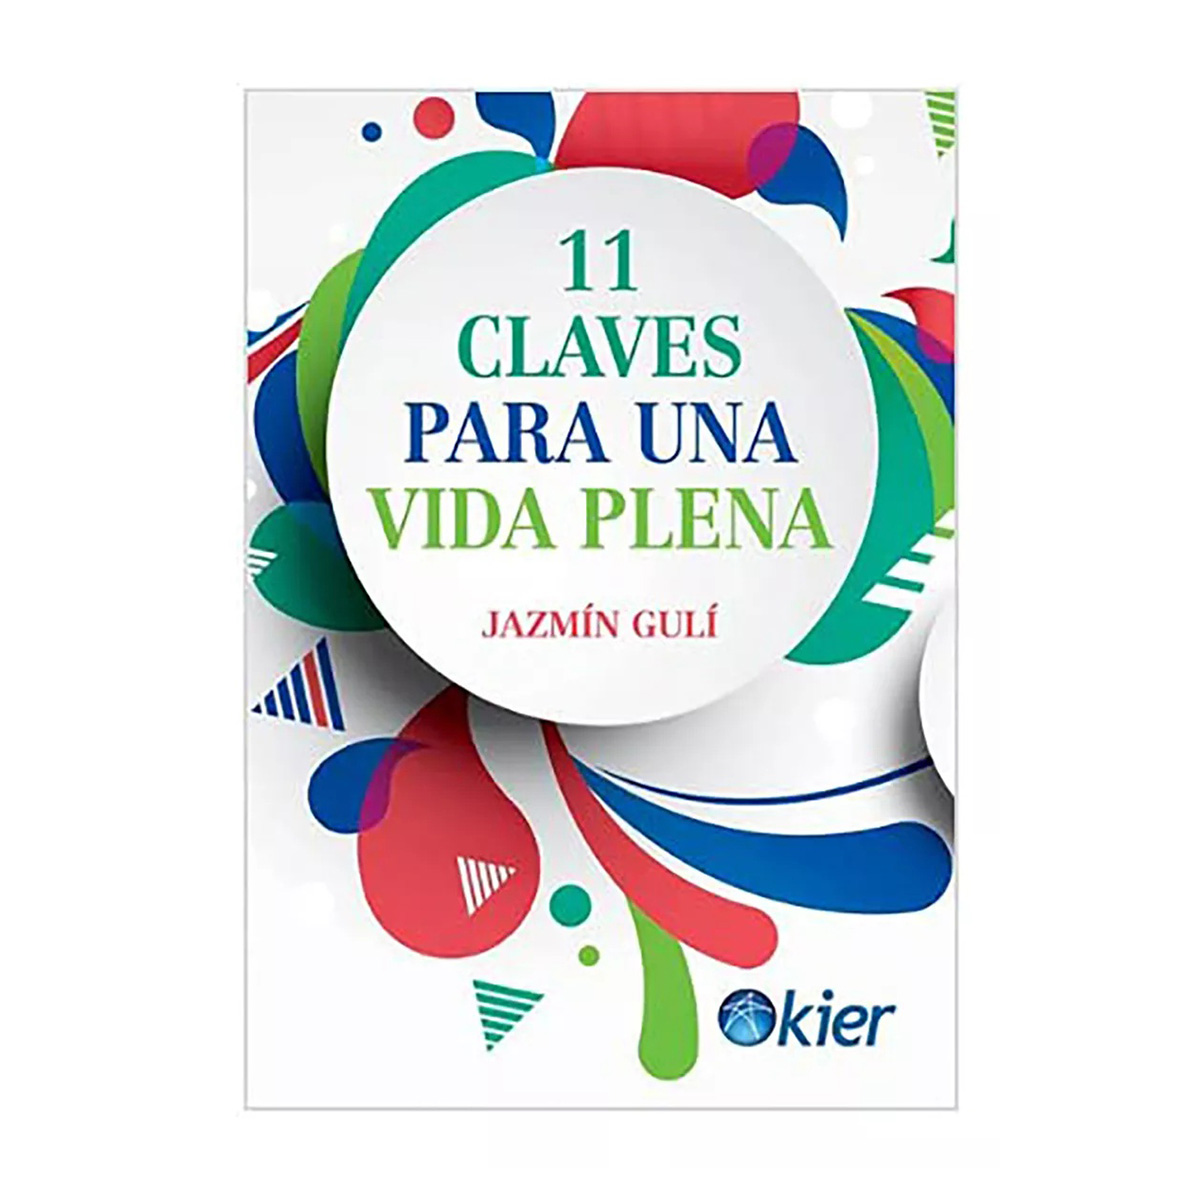 11
CLAVES
PARA UNA
VIDA PLENA
JAZMÍN GULÍ
kier